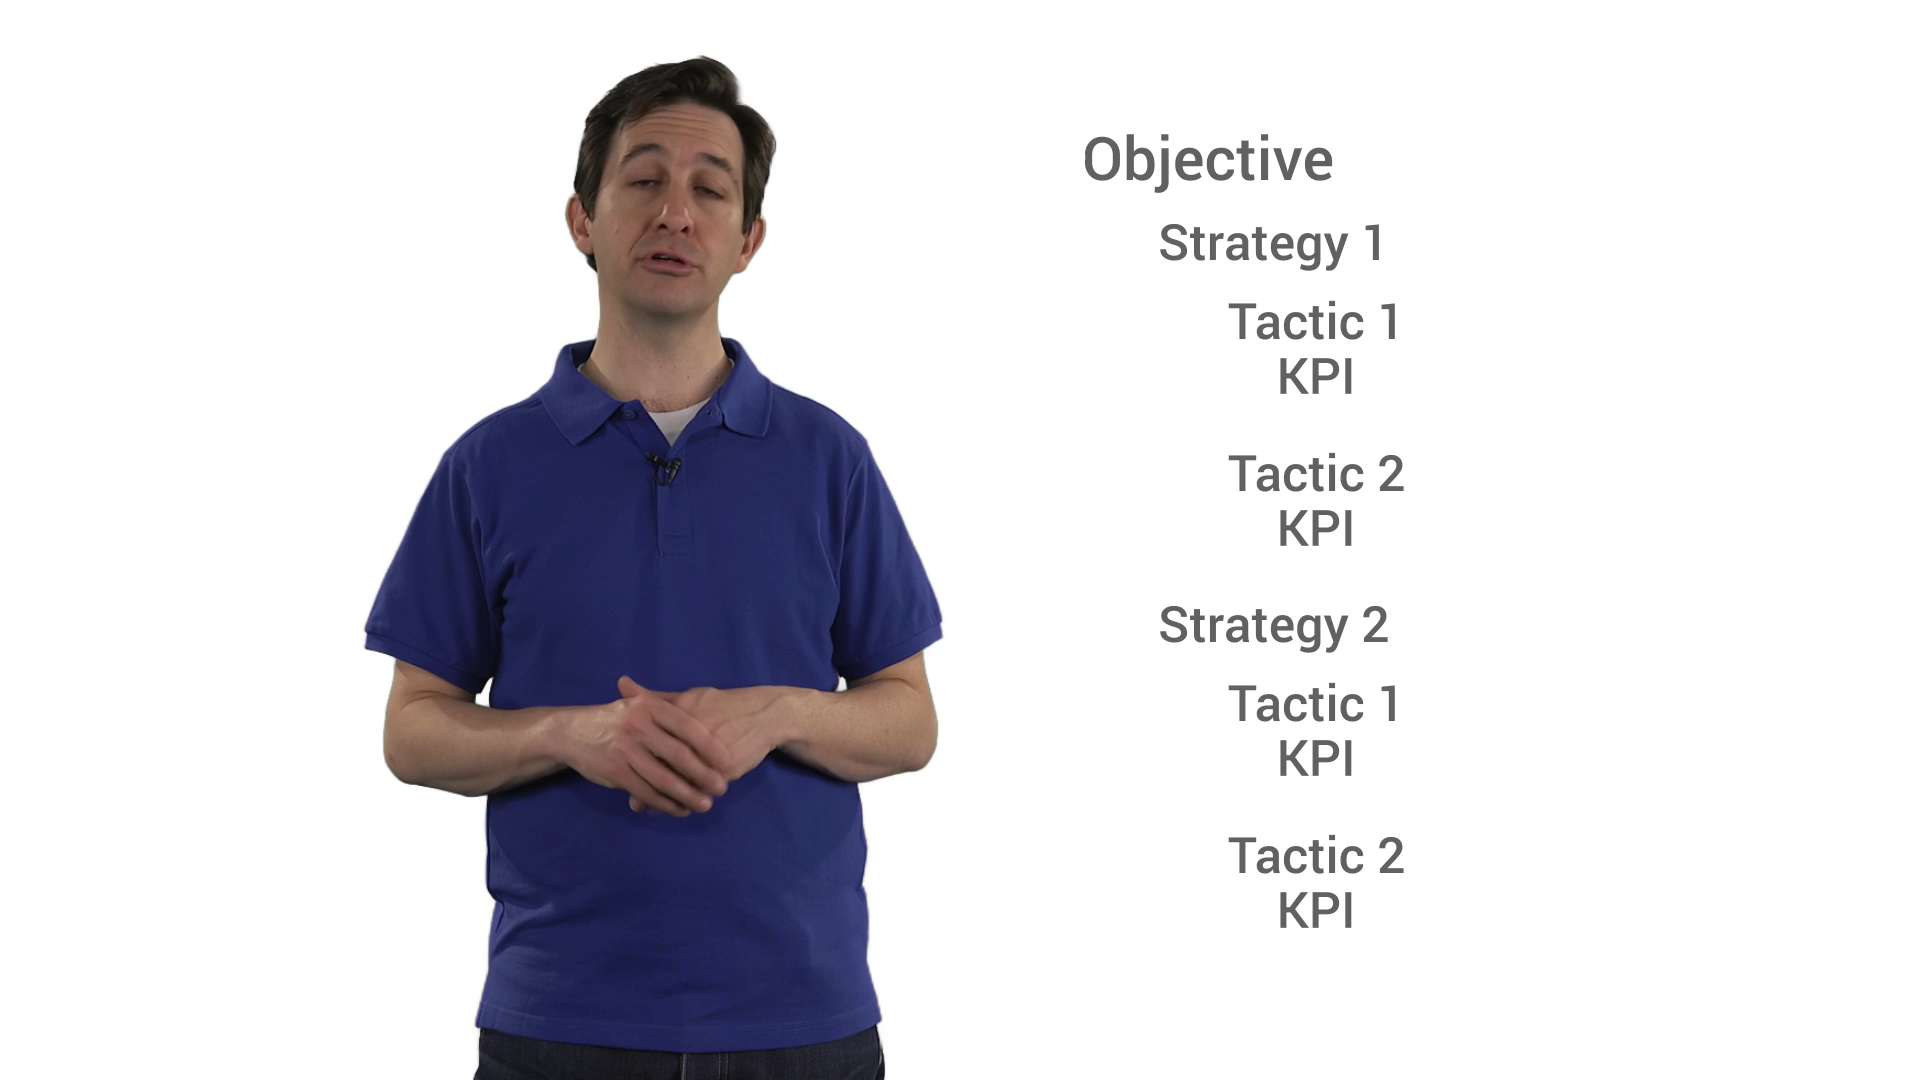 Objective
Strategy 1
Tactic 1
KPI
Tactic 2
KPI
Strategy 2
Tactic 1
KPI
Tactic 2
KPI